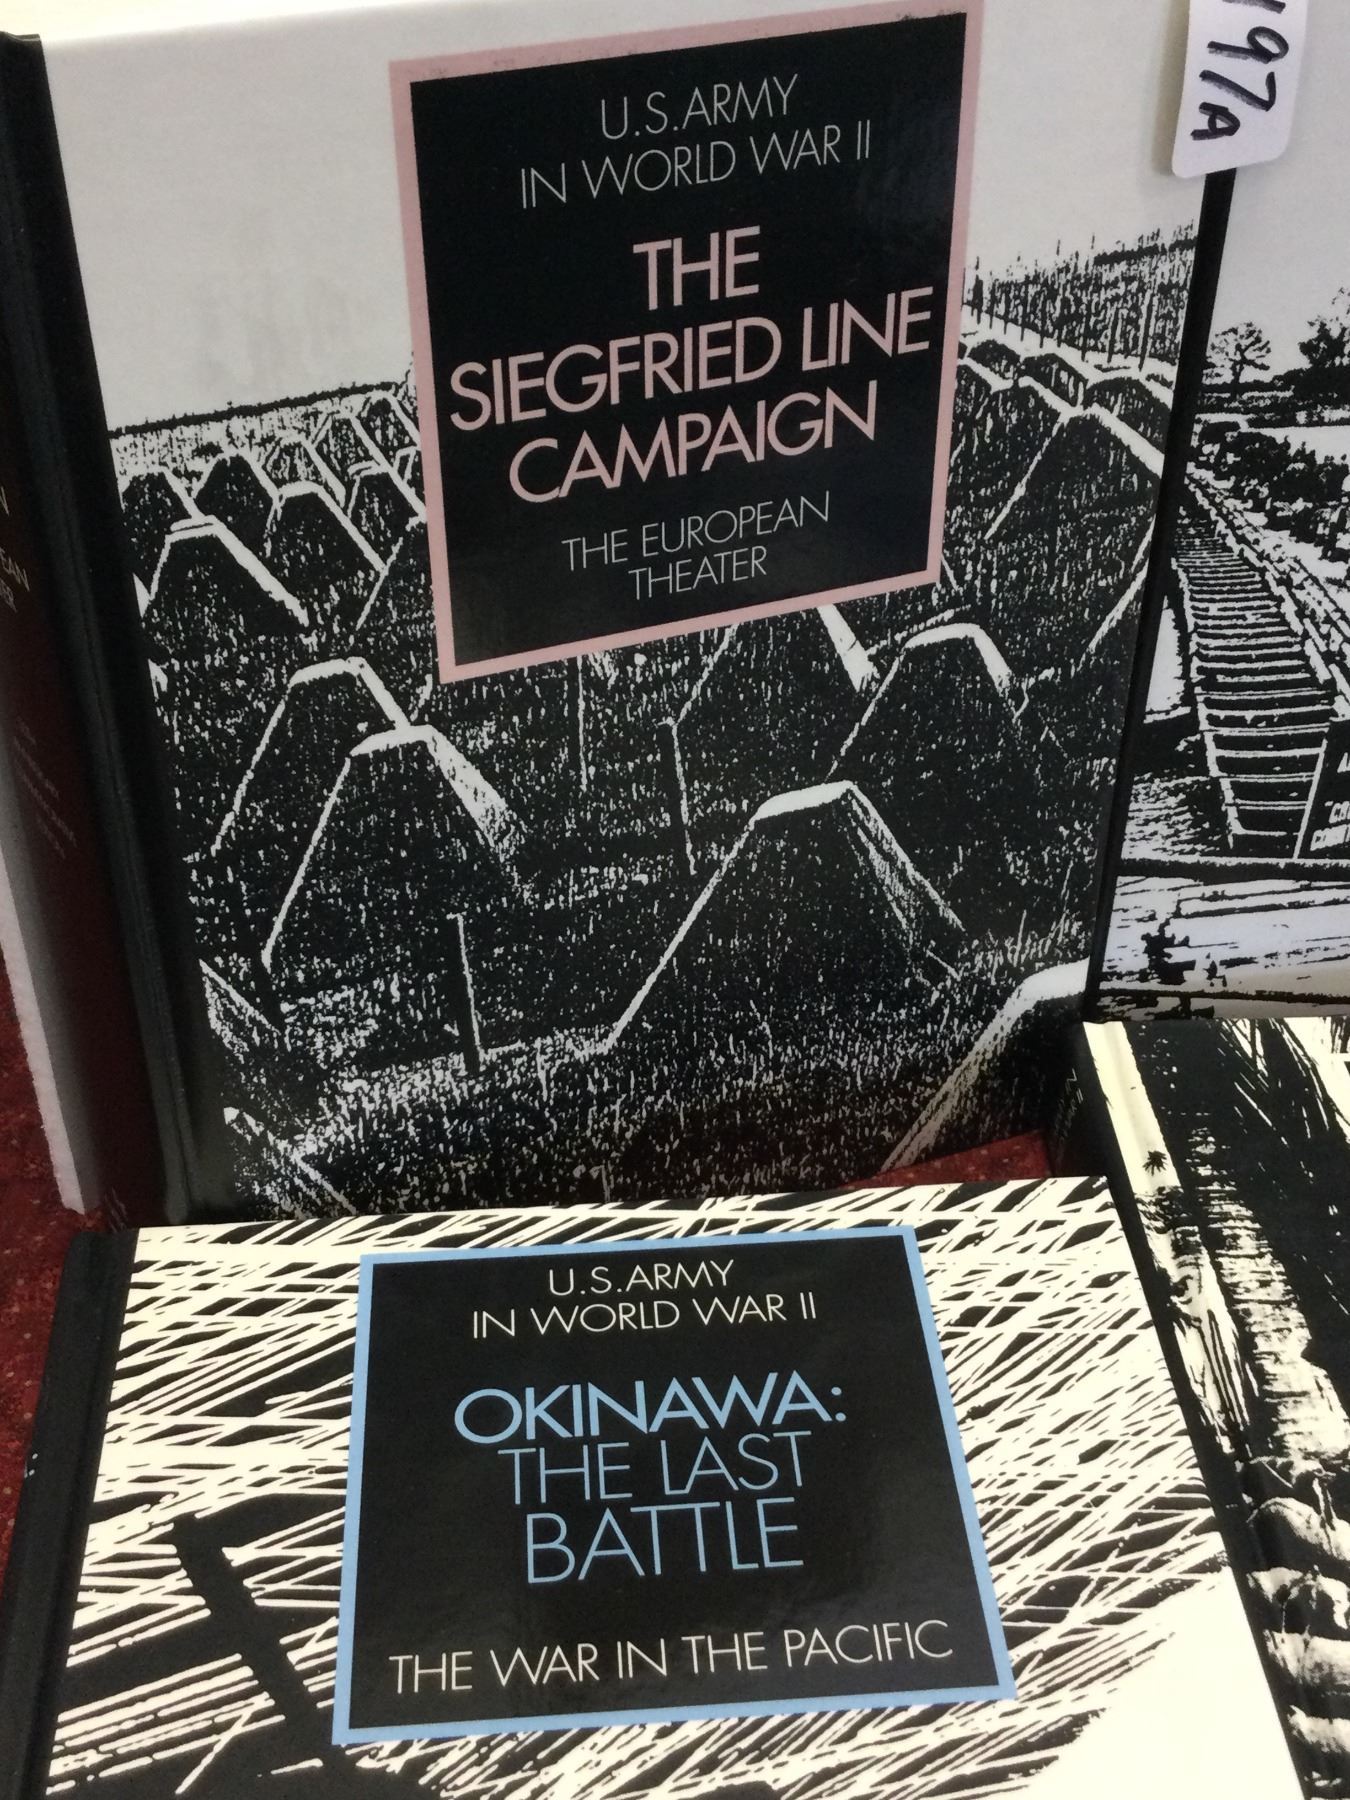 197A
U.S. ARMY
IN WORLD WAR II
THE
SIEGFRIED LINE
CAMPAIGN
THE EUROPEAN
THEATER
U.S. ARMY
IN WORLD WAR II
OKINAWA:
THE LAST
BATTLE
THE WAR IN THE PACIFIC